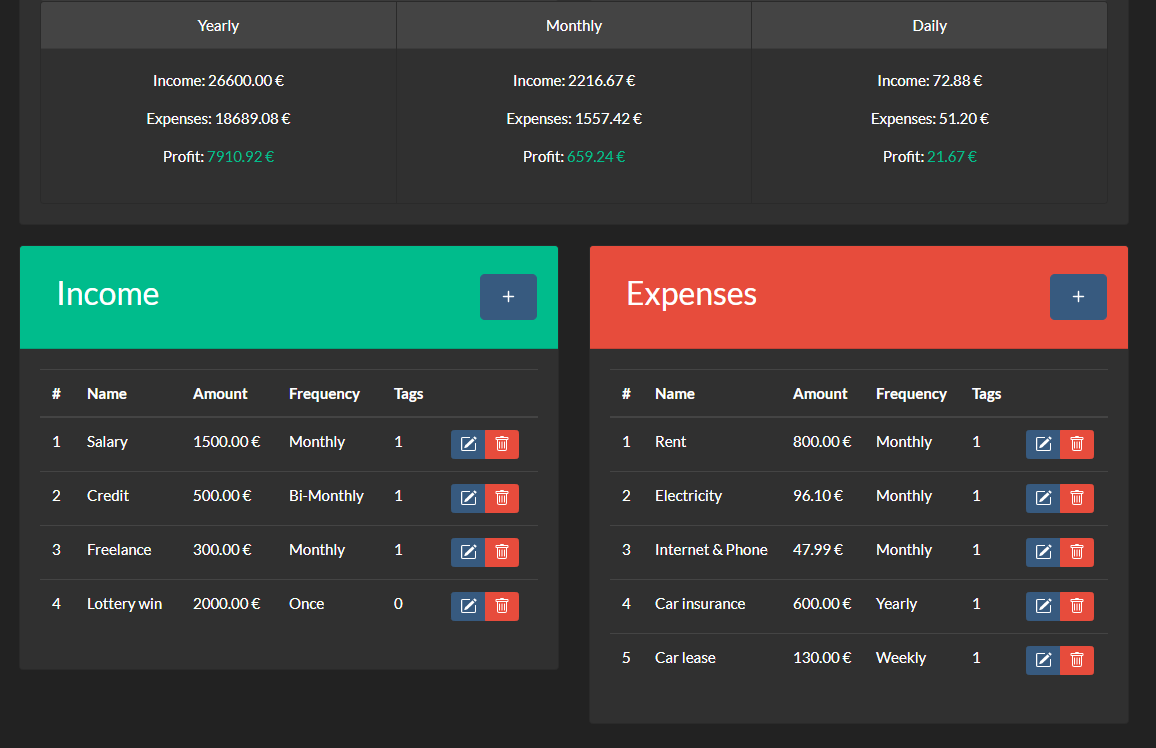 Yearly Monthly Daily
Income: 26600.00 € Income: 2216.67 € Income: 72.88 €
Expenses: 18689.08 € Expenses: 1557.42 € Expenses: 51.20 €
Profit: 7910.92 € Profit: 659.24 € Profit: 21.67 €
Income +
# Name Amount Frequency Tags
1 Salary 1500.00 € Monthly 1
2 Credit 500.00 € Bi-Monthly 1
3 Freelance 300.00 € Monthly 1
4 Lottery win 2000.00 € Once 0
Expenses +
# Name Amount Frequency Tags
1 Rent 800.00 € Monthly 1
2 Electricity 96.10 € Monthly 1
3 Internet & Phone 47.99 € Monthly 1
4 Car insurance 600.00 € Yearly 1
5 Car lease 130.00 € Weekly 1